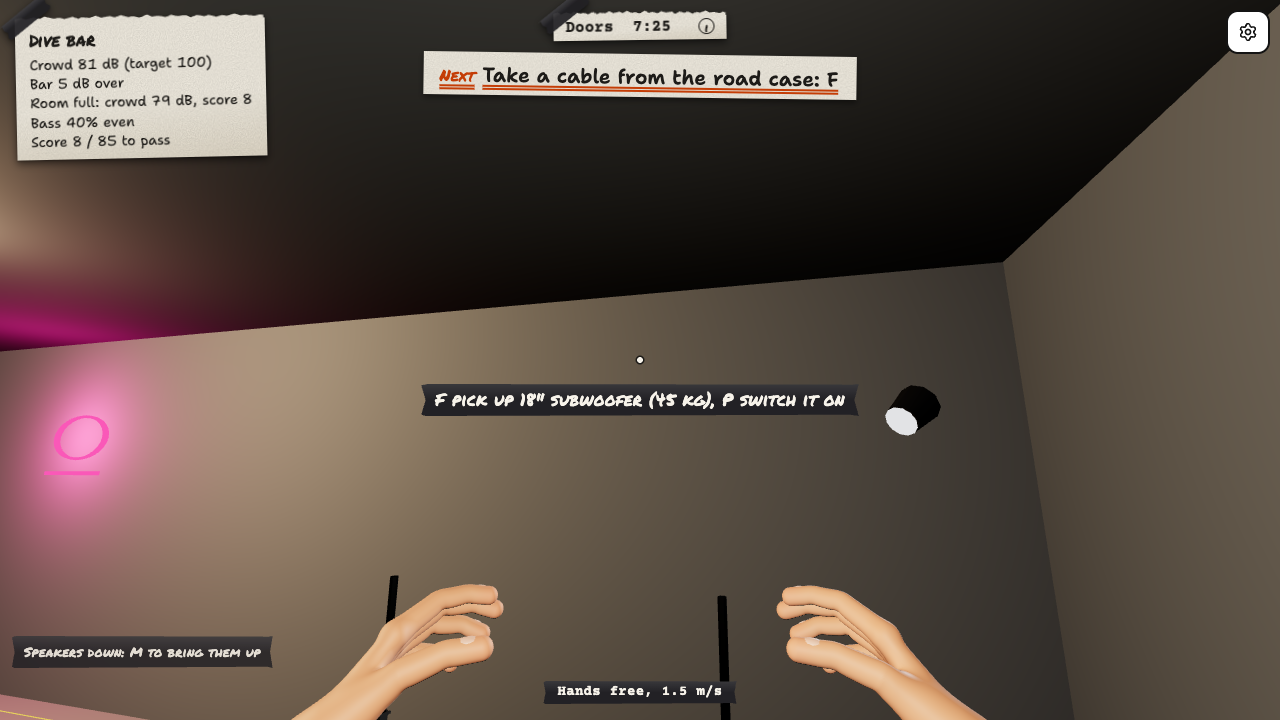 Dive bar
Crowd 81 dB (target 100)
Bar 5 dB over
Room full: crowd 79 dB, score 8
Bass 40% even
Score 8 / 85 to pass
Doors 7:25
Next Take a cable from the road case: F
F pick up 18" subwoofer (45 kg), P switch it on
Speakers down: M to bring them up
Hands free, 1.5 m/s